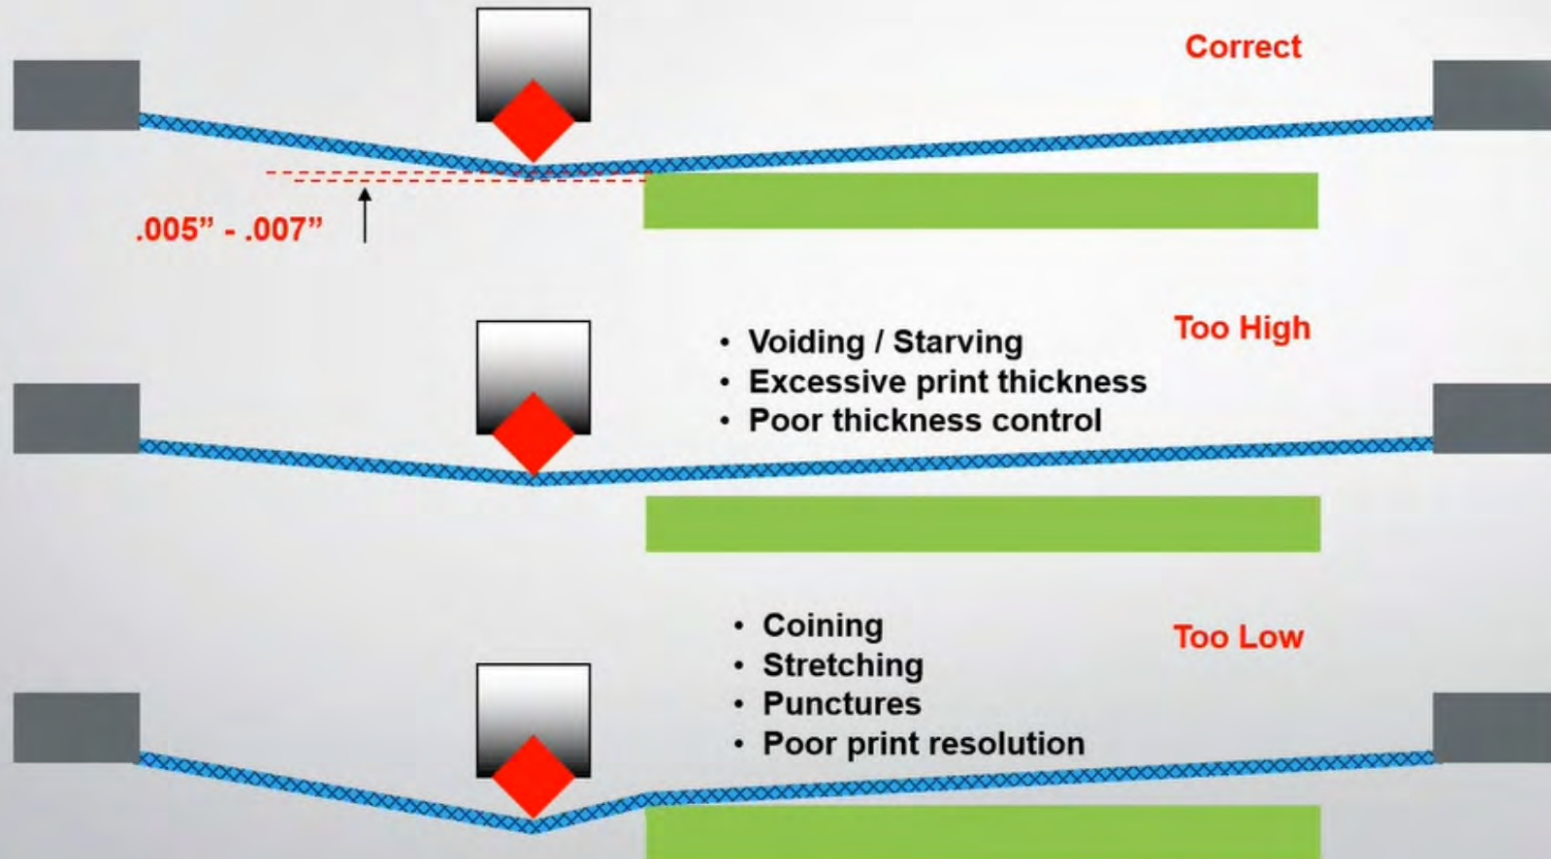 Correct
.005” - .007”
Too High
• Voiding / Starving
• Excessive print thickness
• Poor thickness control
Too Low
• Coining
• Stretching
• Punctures
• Poor print resolution